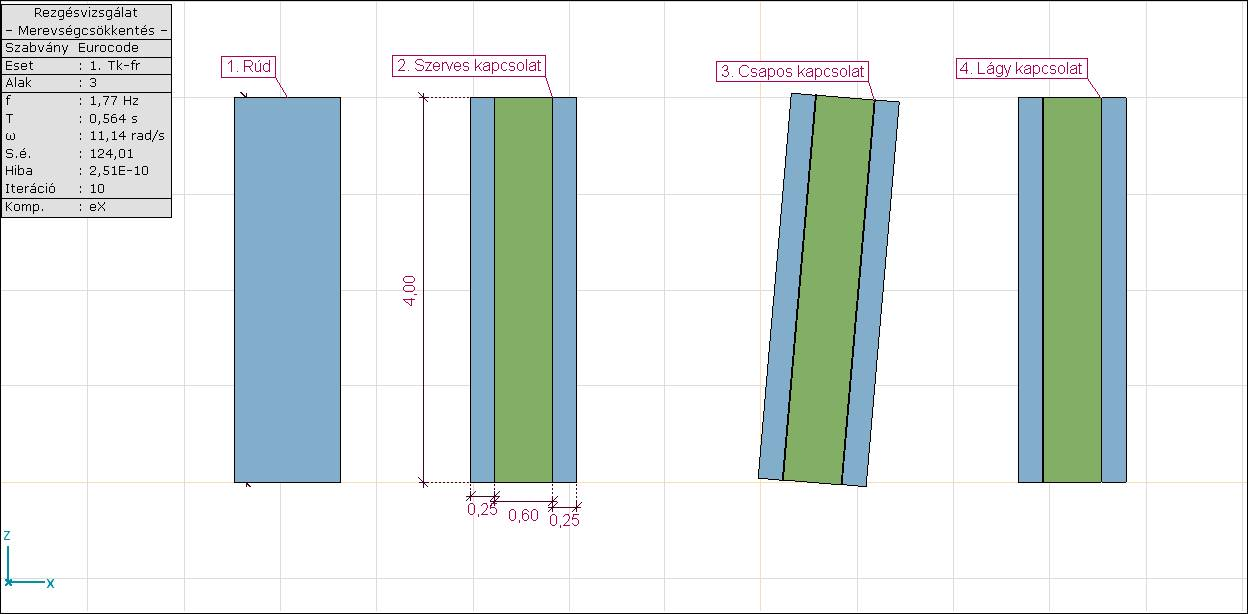 Rezgésvizsgálat
- Merevségcsökkentés -
Szabvány Eurocode
Eset : 1. Tk-fr
Alak : 3
f : 1,77 Hz
T : 0,564 s
ω : 11,14 rad/s
S.é. : 124,01
Hiba : 2,51E-10
Iteráció : 10
Komp. : eX
1. Rúd
2. Szerves kapcsolat
3. Csapos kapcsolat
4. Lágy kapcsolat
4,00
0,25
0,60
0,25
Z
X